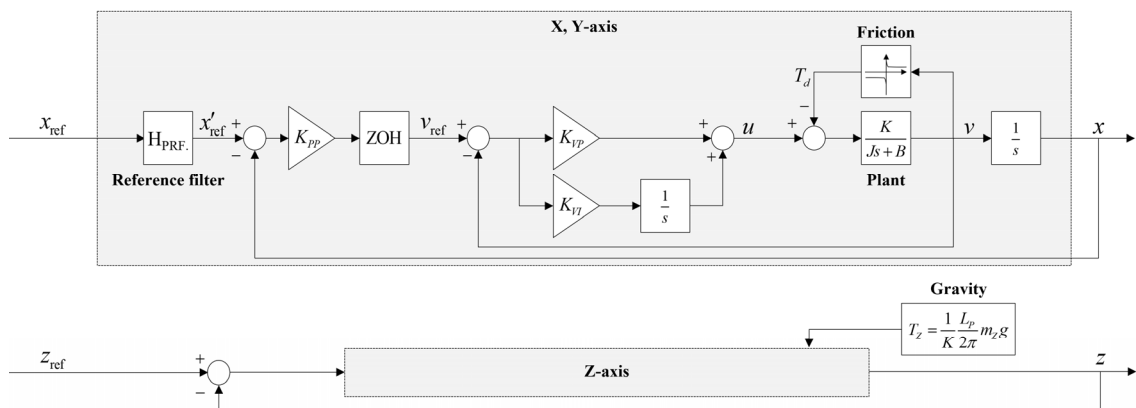 X, Y-axis
Friction
T_d
x_ref
H_PRF.
x'_ref
+
−
K_PP
ZOH
v_ref
+
−
K_VP
K_VI
1/s
+
+
u
+
−
K/(Js+B)
v
1/s
x
Reference filter
Plant
Gravity
T_Z = (1/K)(L_P/2π) m_Z g
z_ref
+
−
Z-axis
z